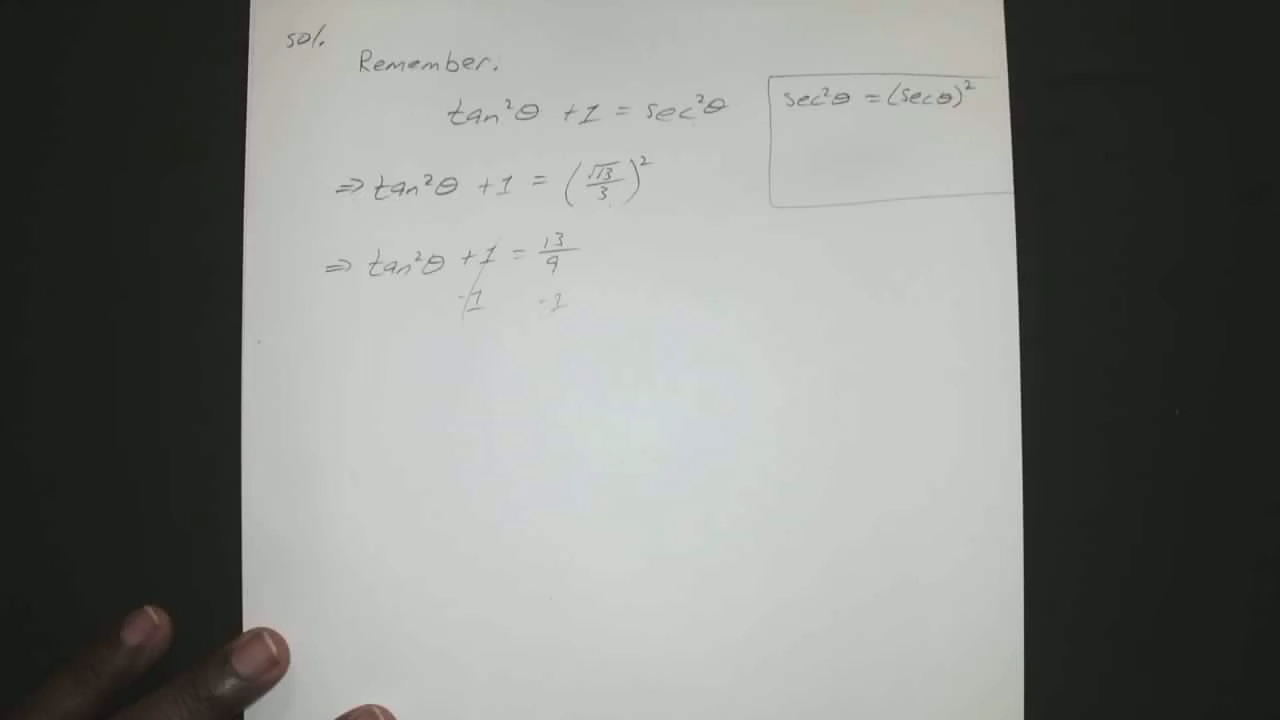 sol.
Remember.
tan²θ + 1 = sec²θ
sec²θ = (secθ)²
⇒ tan²θ + 1 = (√13/3)²
⇒ tan²θ + 1 = 13/9
-1 -1